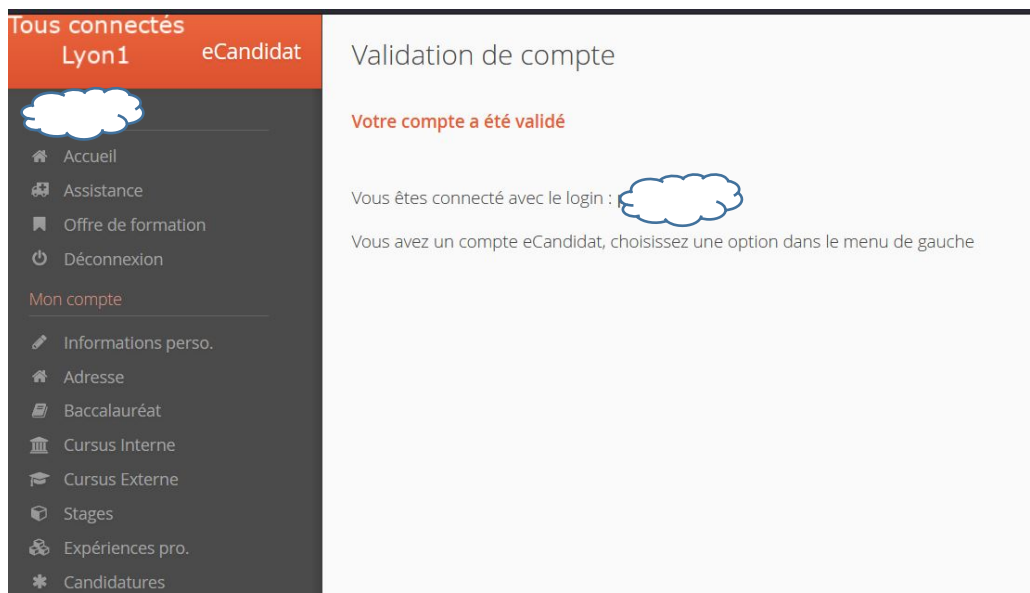 Tous connectés
Lyon1 eCandidat
Accueil
Assistance
Offre de formation
Déconnexion
Mon compte
Informations perso.
Adresse
Baccalauréat
Cursus Interne
Cursus Externe
Stages
Expériences pro.
Candidatures
Validation de compte
Votre compte a été validé
Vous êtes connecté avec le login :
Vous avez un compte eCandidat, choisissez une option dans le menu de gauche